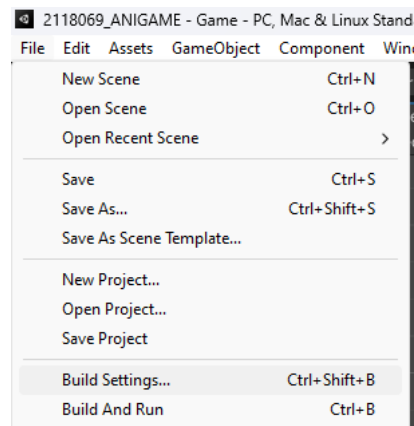 2118069_ANIGAME - Game - PC, Mac & Linux Stand
File Edit Assets GameObject Component Win
New Scene Ctrl+N
Open Scene Ctrl+O
Open Recent Scene >
Save Ctrl+S
Save As... Ctrl+Shift+S
Save As Scene Template...
New Project...
Open Project...
Save Project
Build Settings... Ctrl+Shift+B
Build And Run Ctrl+B